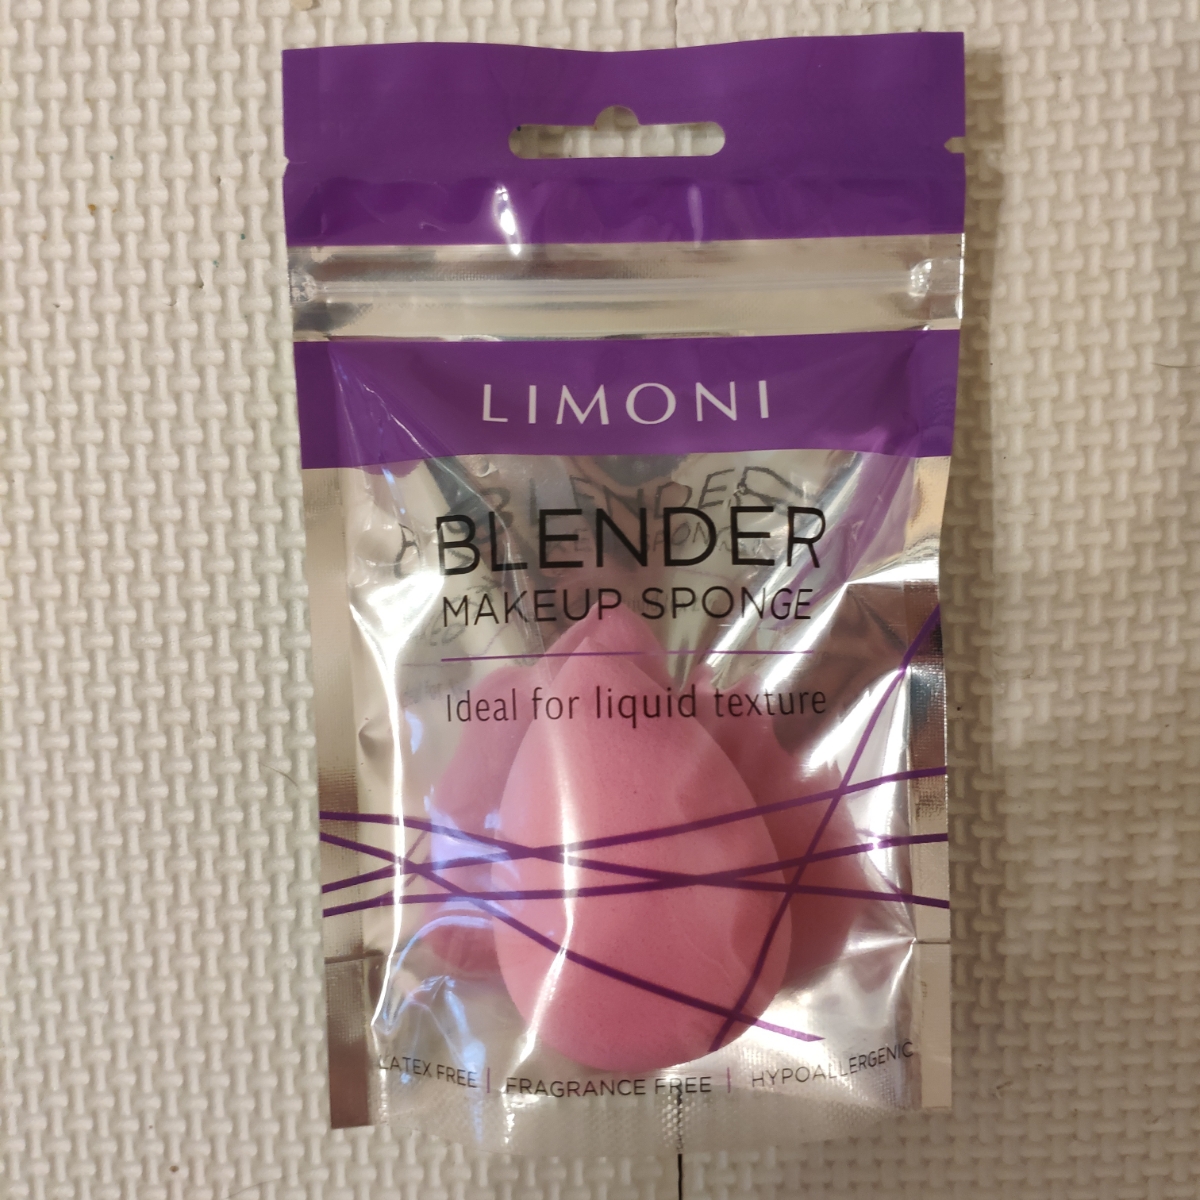 LIMONI
BLENDER
MAKEUP SPONGE
Ideal for liquid texture
LATEX FREE | FRAGRANCE FREE | HYPOALLERGENIC